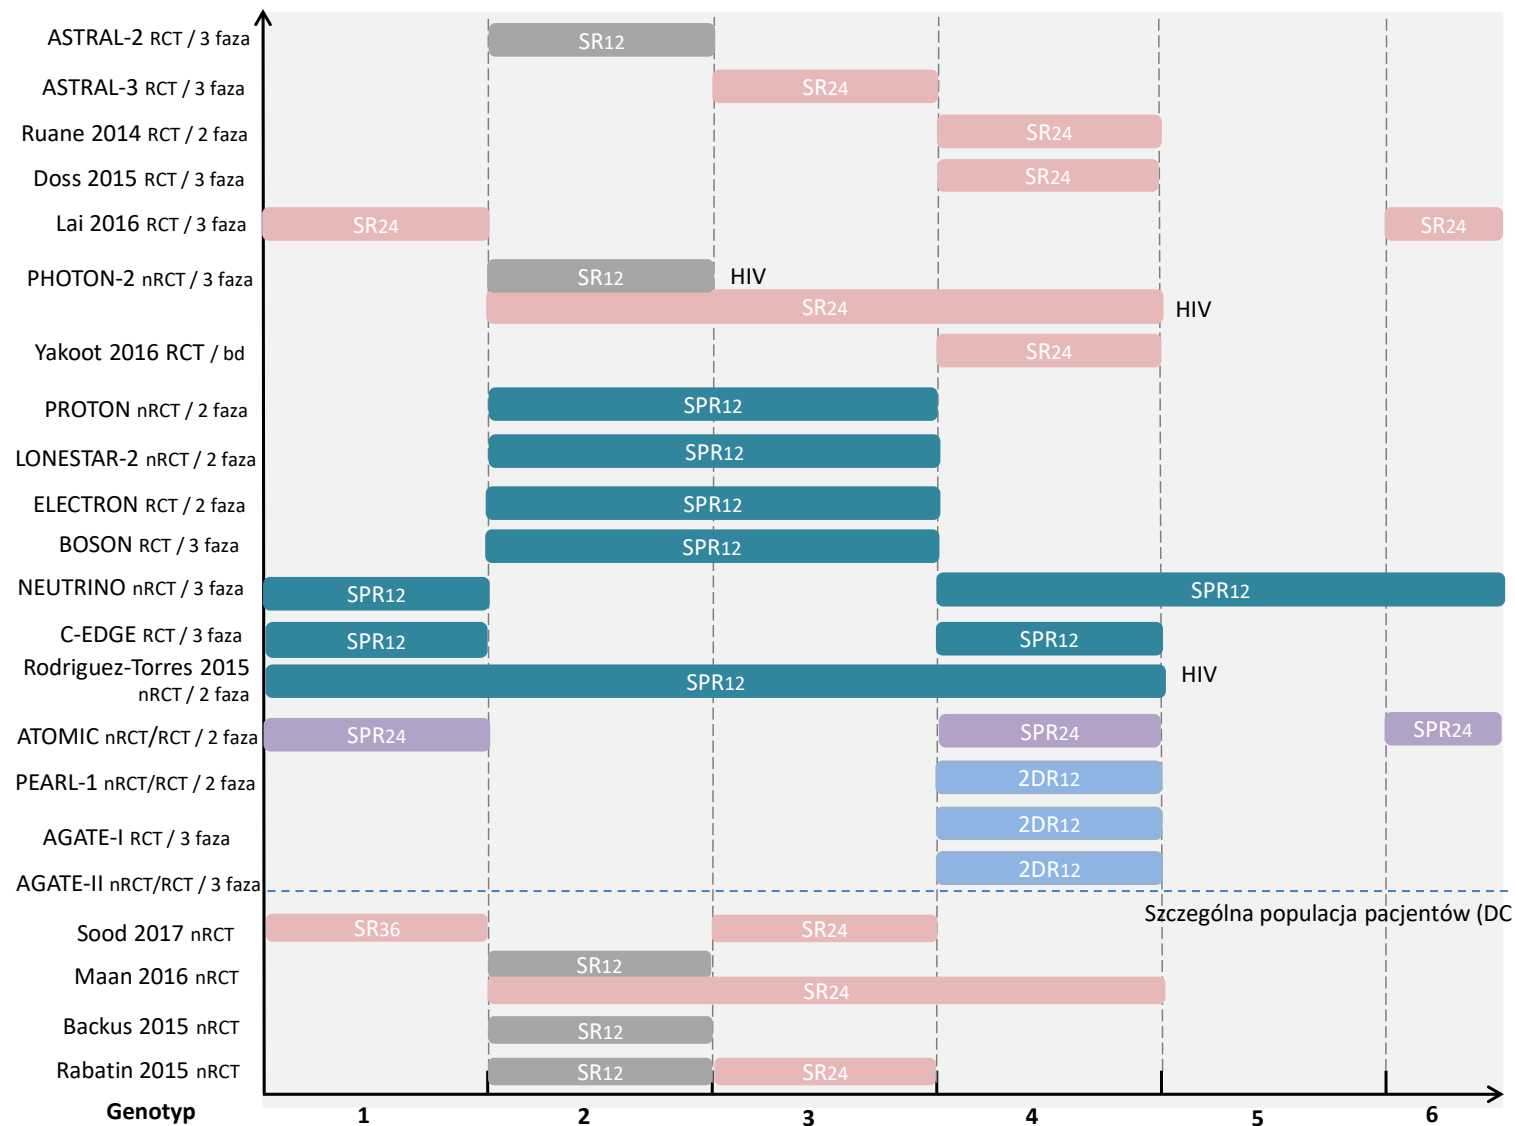 ASTRAL-2 RCT / 3 faza SR12
ASTRAL-3 RCT / 3 faza SR24
Ruane 2014 RCT / 2 faza SR24
Doss 2015 RCT / 3 faza SR24
Lai 2016 RCT / 3 faza SR24 SR24
PHOTON-2 nRCT / 3 faza SR12 HIV
SR24 HIV
Yakoot 2016 RCT / bd SR24
PROTON nRCT / 2 faza SPR12
LONESTAR-2 nRCT / 2 faza SPR12
ELECTRON RCT / 2 faza SPR12
BOSON RCT / 3 faza SPR12
NEUTRINO nRCT / 3 faza SPR12 SPR12
C-EDGE RCT / 3 faza SPR12 SPR12
Rodriguez-Torres 2015
nRCT / 2 faza SPR12 HIV
ATOMIC nRCT/RCT / 2 faza SPR24 SPR24 SPR24
PEARL-1 nRCT/RCT / 2 faza 2DR12
AGATE-I RCT / 3 faza 2DR12
AGATE-II nRCT/RCT / 3 faza 2DR12
Szczególna populacja pacjentów (DC
Sood 2017 nRCT SR36 SR24
Maan 2016 nRCT SR12
SR24
Backus 2015 nRCT SR12
Rabatin 2015 nRCT SR12 SR24
Genotyp 1 2 3 4 5 6